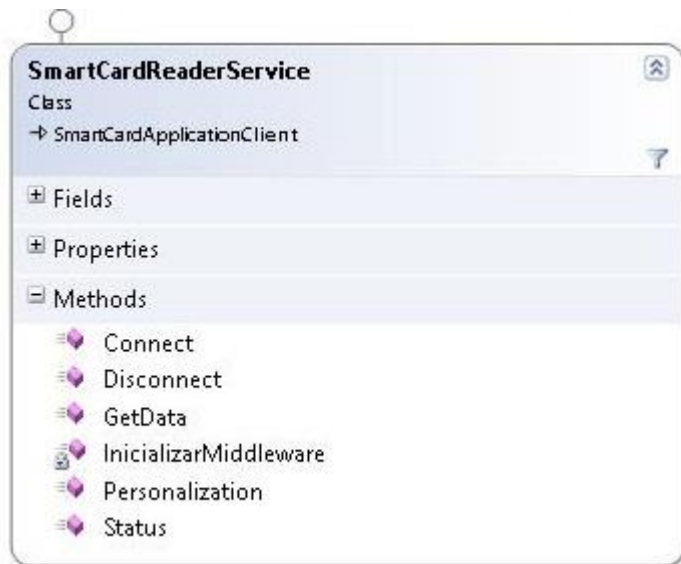 SmartCardReaderService
Class
SmartCardApplicationClient
Fields
Properties
Methods
Connect
Disconnect
GetData
InicializarMiddleware
Personalization
Status